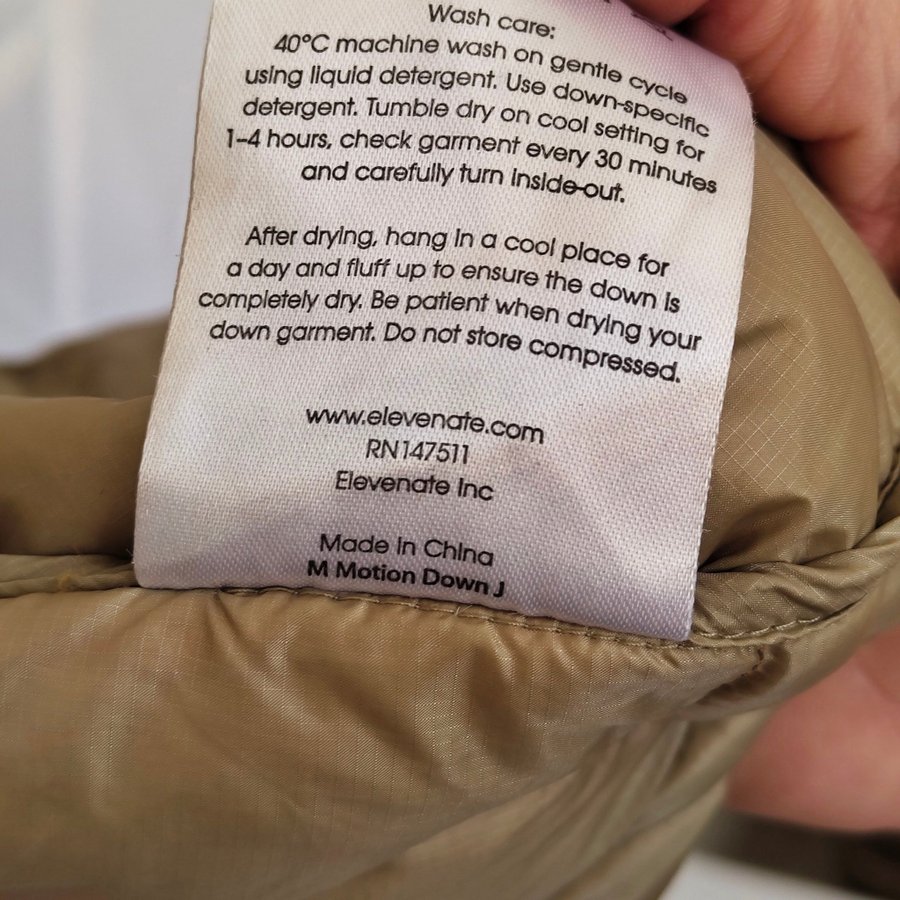 Wash care:
40°C machine wash on gentle cycle
using liquid detergent. Use down-specific
detergent. Tumble dry on cool setting for
1-4 hours, check garment every 30 minutes
and carefully turn inside-out.
After drying, hang in a cool place for
a day and fluff up to ensure the down is
completely dry. Be patient when drying your
down garment. Do not store compressed.
www.elevenate.com
RN147511
Elevenate Inc
Made in China
M Motion Down J